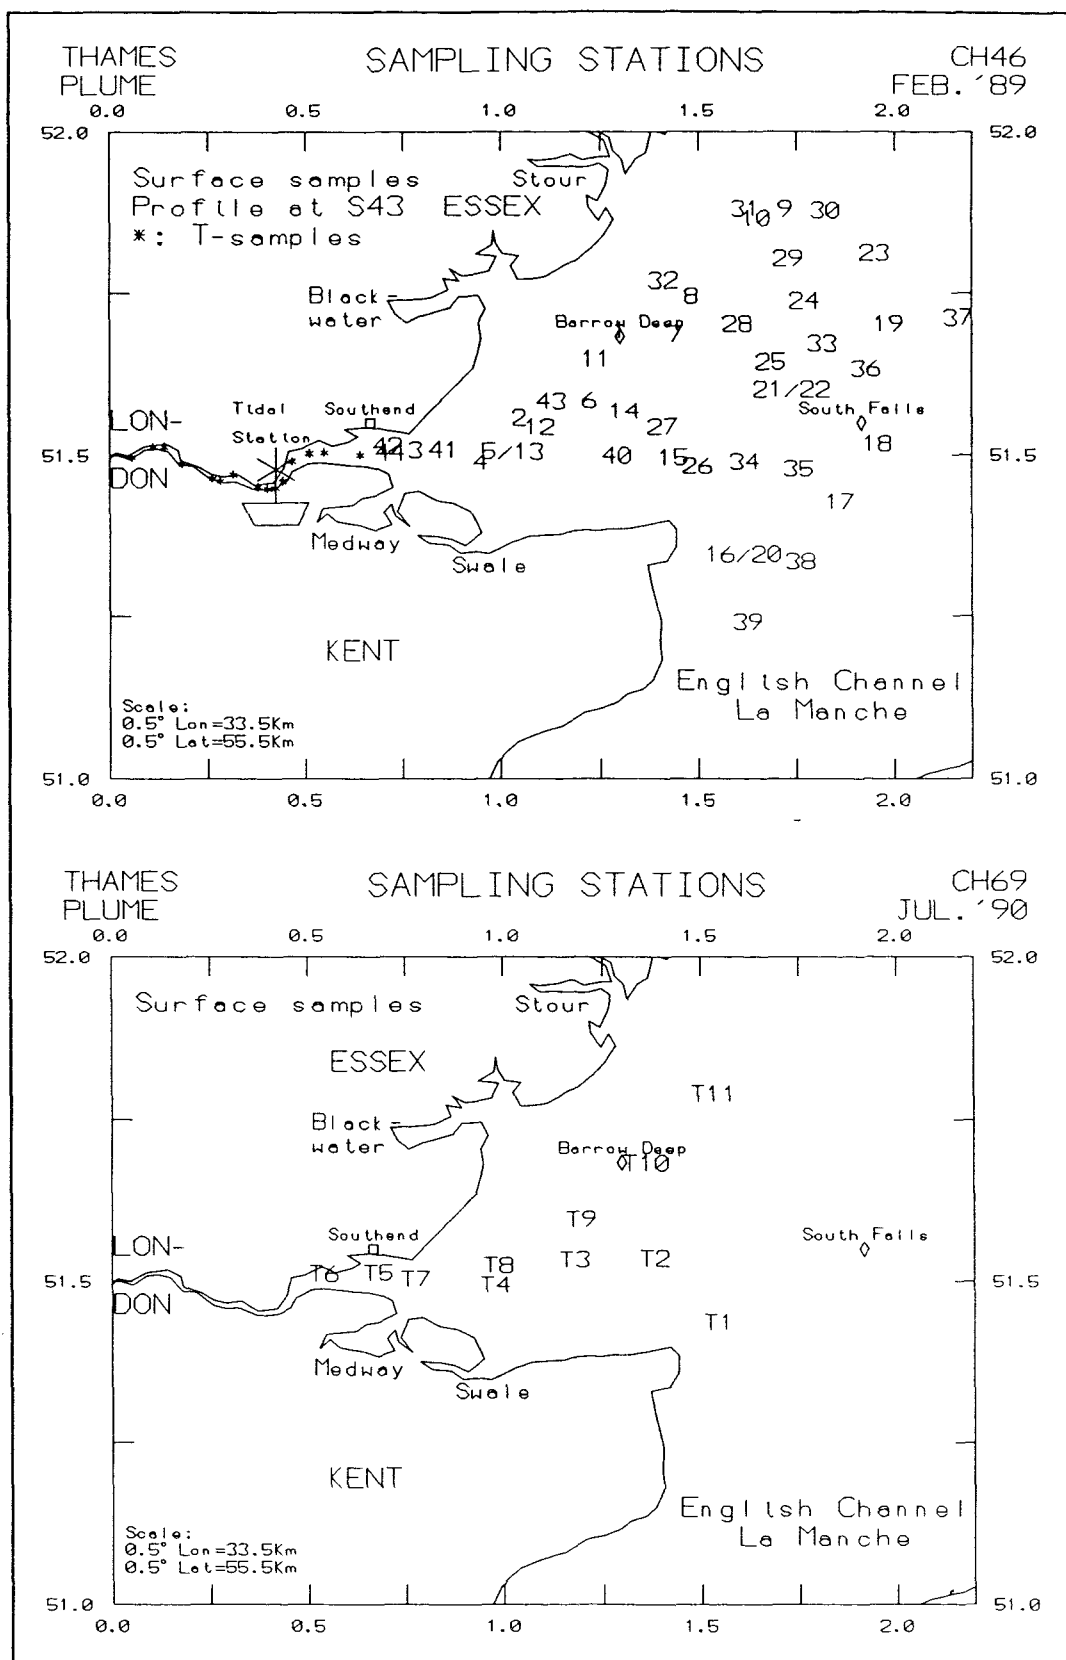 THAMES SAMPLING STATIONS CH46
PLUME FEB. '89
0.0 0.5 1.0 1.5 2.0
52.0 52.0
Surface samples
Profile at S43
*: T-samples
Stour
ESSEX
31 10 9 30
29 23
32 8 24
Black-
water
Barrow Deep
7 28 19 37
33
11 25 36
21/22
43 6 14
South Falls
LON-
DON
Tidal
Station
Southend
2 12 27 18
42 3 41 5/13 40 15 26 34 35
4
51.5 51.5
17
Medway
Swale
16/20 38
39
KENT
English Channel
La Manche
Scale:
0.5° Lon=33.5Km
0.5° Lat=55.5Km
51.0 51.0
0.0 0.5 1.0 1.5 2.0
THAMES SAMPLING STATIONS CH69
PLUME JUL. '90
0.0 0.5 1.0 1.5 2.0
52.0 52.0
Surface samples
Stour
ESSEX
T11
Black-
water
Barrow Deep
T10
T9
Southend
South Falls
LON-
DON
T6 T5 T7 T8 T3 T2
T4
51.5 51.5
T1
Medway
Swale
KENT
English Channel
La Manche
Scale:
0.5° Lon=33.5Km
0.5° Lat=55.5Km
51.0 51.0
0.0 0.5 1.0 1.5 2.0